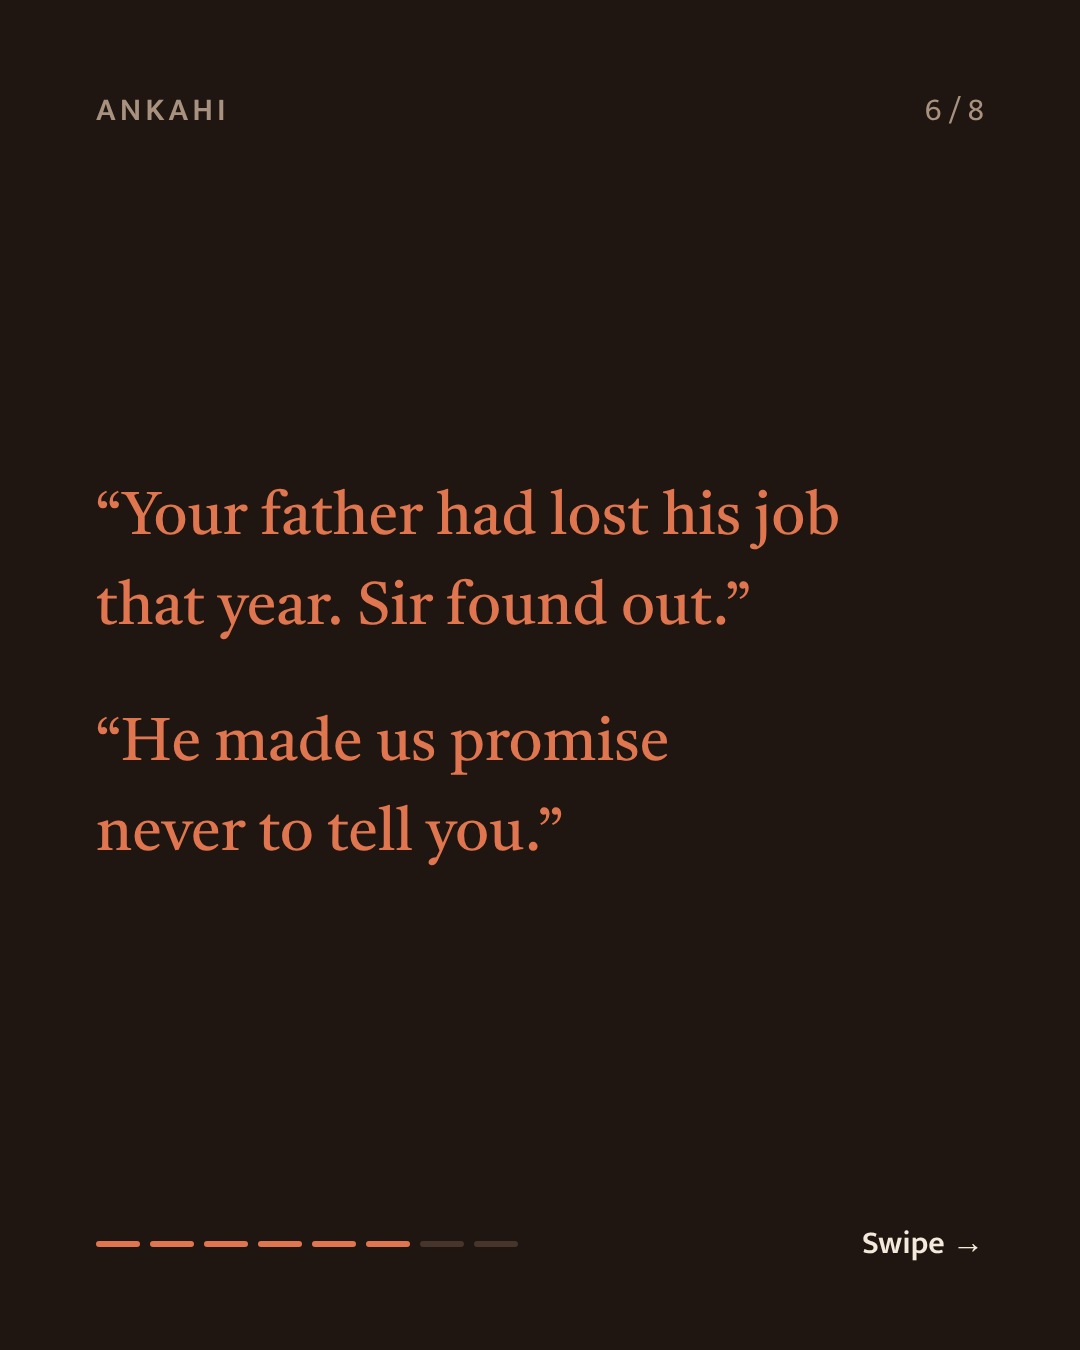 ANKAHI
6 / 8
“Your father had lost his job
that year. Sir found out.”
“He made us promise
never to tell you.”
Swipe →